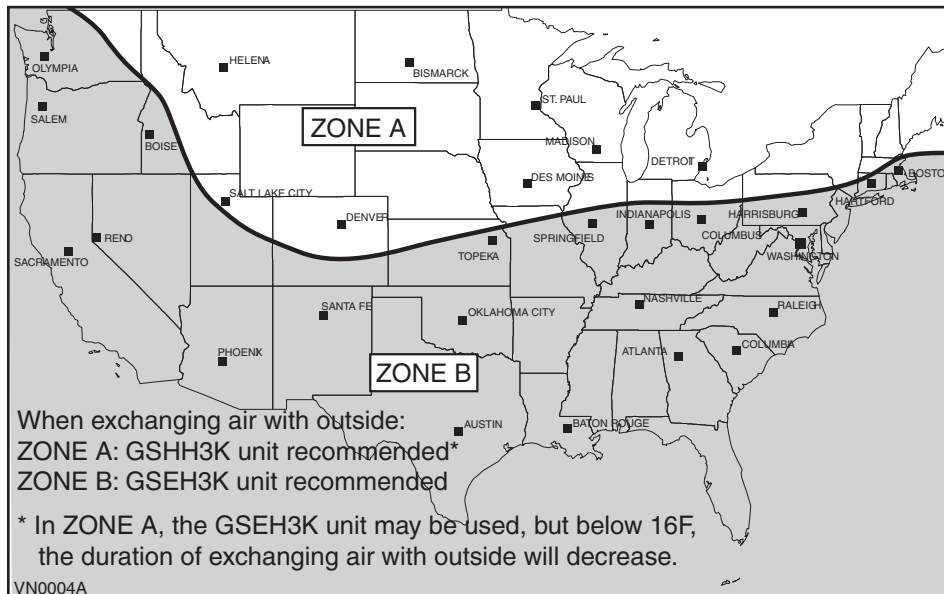 OLYMPIA
HELENA
BISMARCK
SALEM
ST. PAUL
ZONE A
BOISE
MADISON
DETROIT
DES MOINES
SALT LAKE CITY
BOSTON
HARTFORD
DENVER
INDIANAPOLIS
HARRISBURG
SPRINGFIELD
COLUMBUS
RENO
TOPEKA
SACRAMENTO
WASHINGTON
SANTA FE
NASHVILLE
RALEIGH
OKLAHOMA CITY
PHOENIX
ATLANTA
COLUMBIA
ZONE B
AUSTIN
BATON ROUGE
When exchanging air with outside:
ZONE A: GSHH3K unit recommended*
ZONE B: GSEH3K unit recommended
* In ZONE A, the GSEH3K unit may be used, but below 16F,
the duration of exchanging air with outside will decrease.
VN0004A